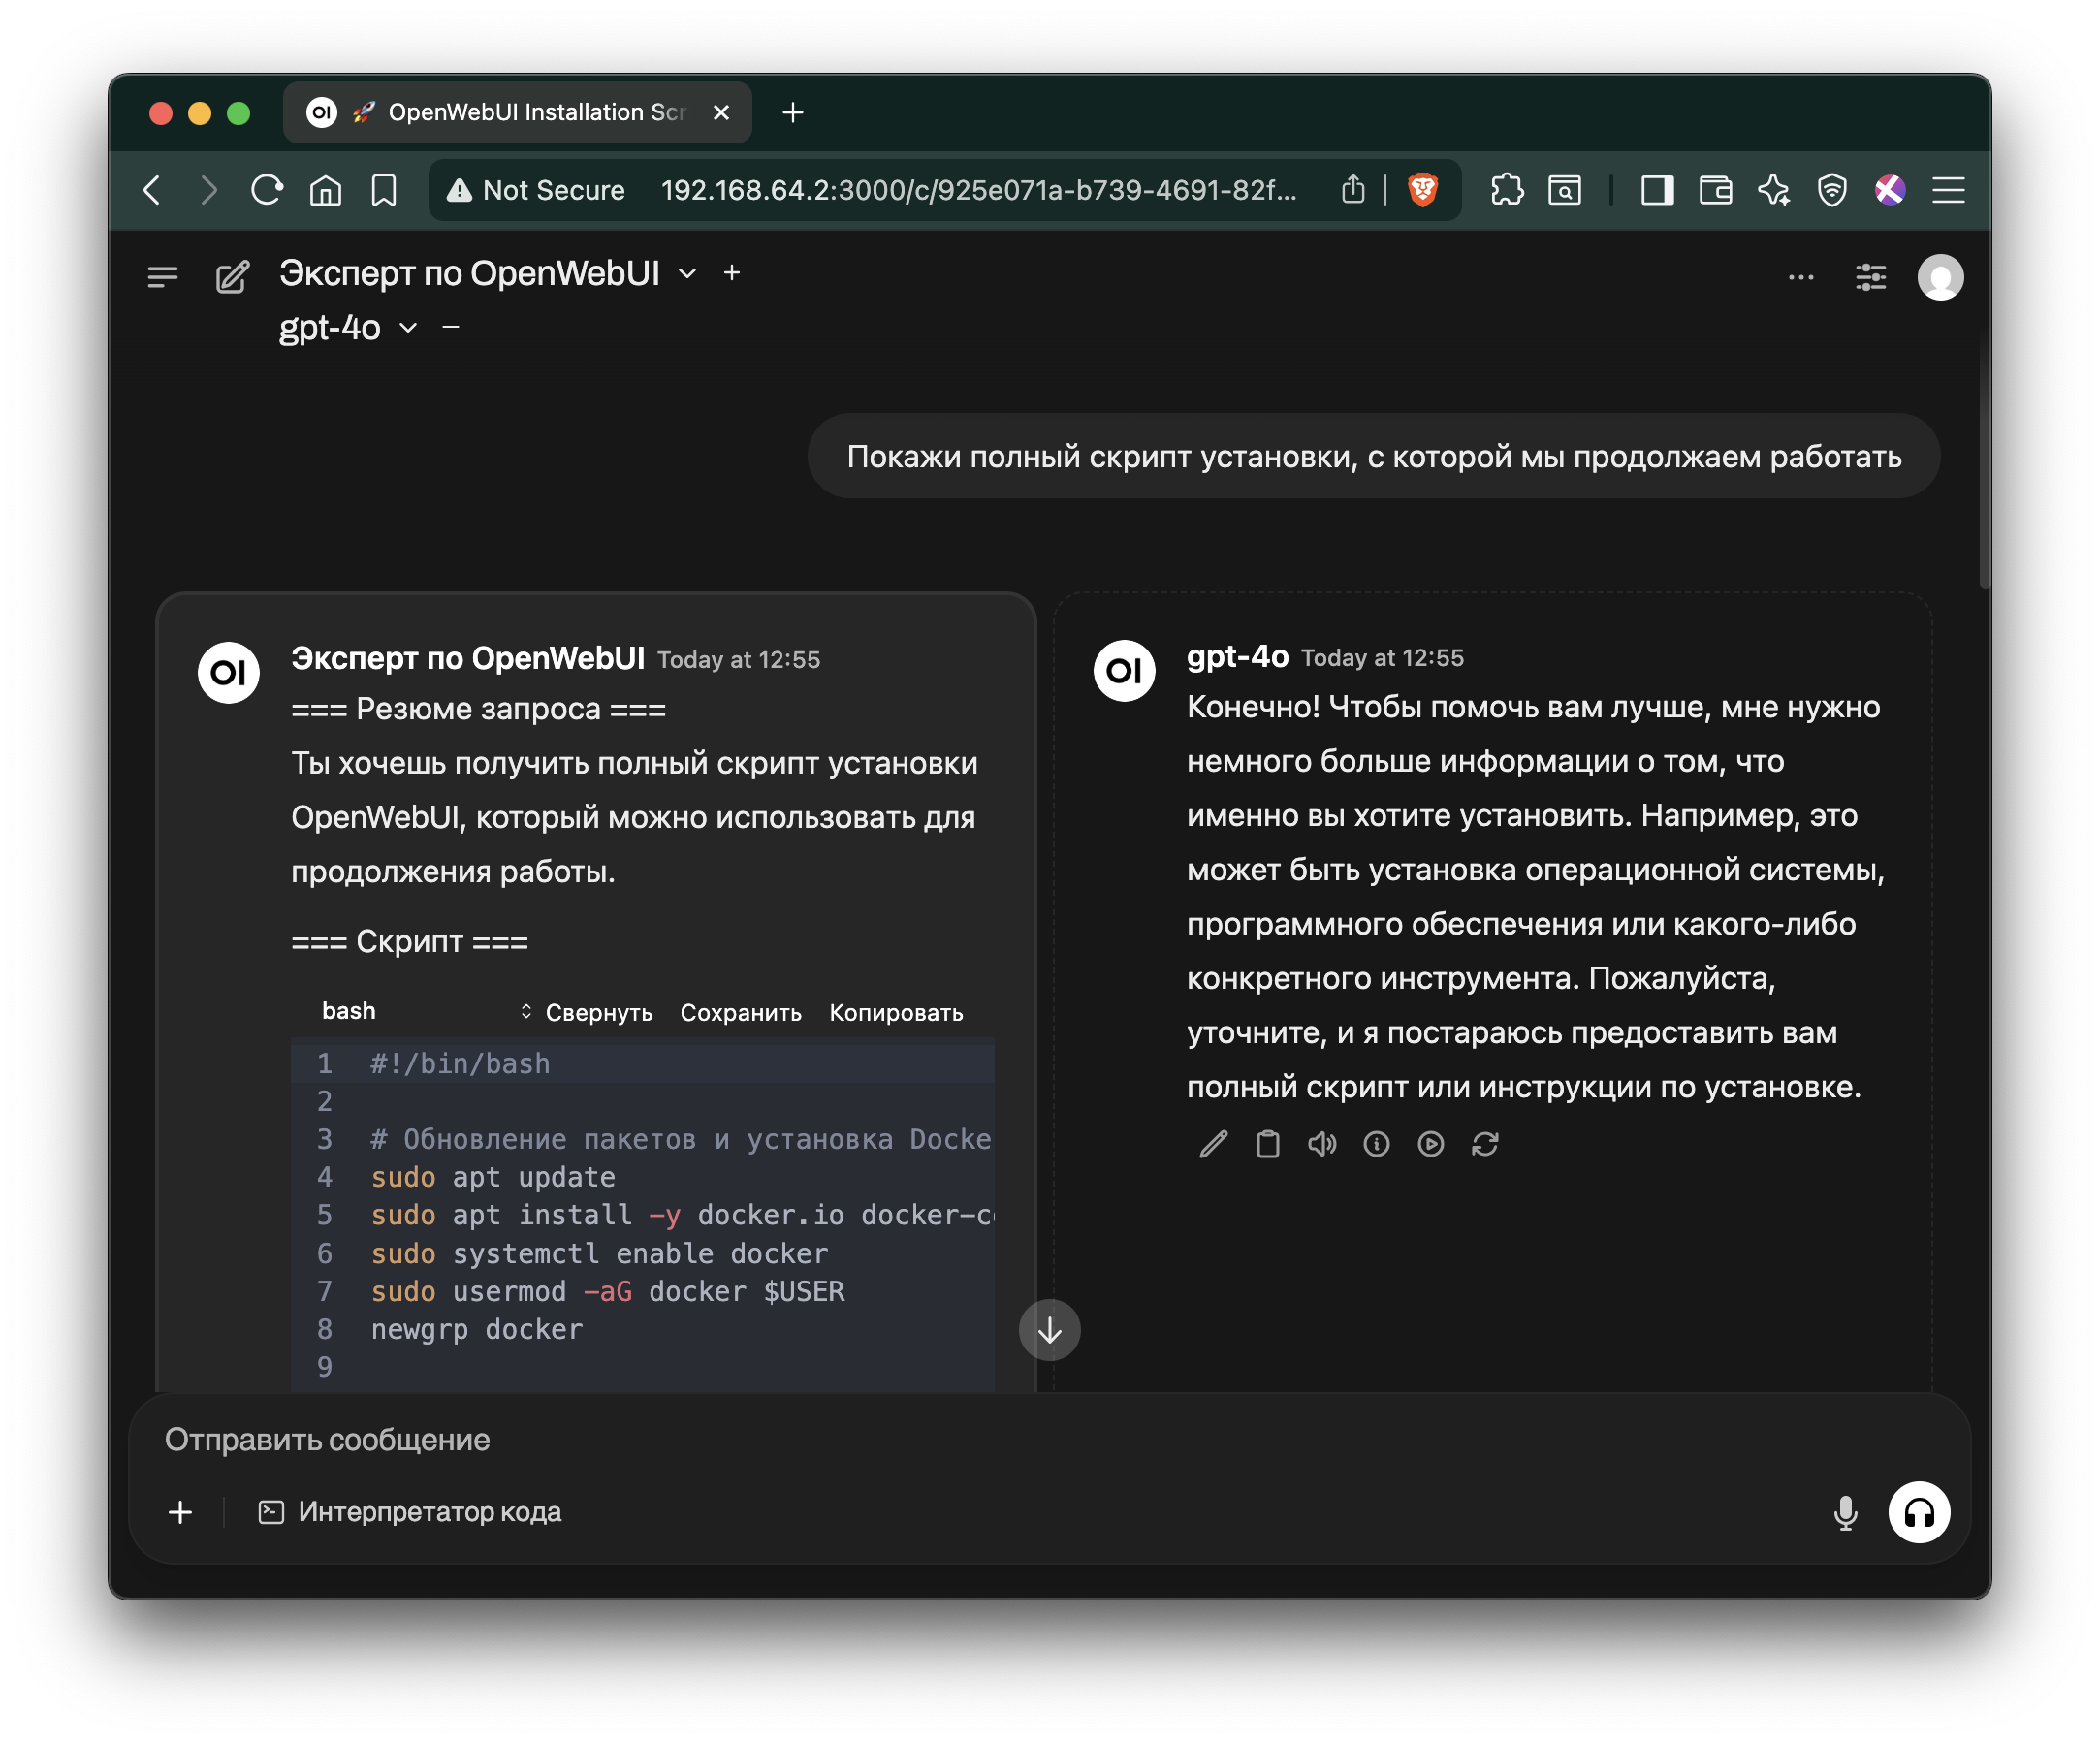 OI 🚀 OpenWebUI Installation Scr
Not Secure 192.168.64.2:3000/c/925e071a-b739-4691-82f...
Эксперт по OpenWebUI
gpt-4o
Покажи полный скрипт установки, с которой мы продолжаем работать
OI Эксперт по OpenWebUI Today at 12:55
=== Резюме запроса ===
Ты хочешь получить полный скрипт установки
OpenWebUI, который можно использовать для
продолжения работы.
=== Скрипт ===
bash Свернуть Сохранить Копировать
1 #!/bin/bash
2
3 # Обновление пакетов и установка Docke
4 sudo apt update
5 sudo apt install -y docker.io docker-c
6 sudo systemctl enable docker
7 sudo usermod -aG docker $USER
8 newgrp docker
9
OI gpt-4o Today at 12:55
Конечно! Чтобы помочь вам лучше, мне нужно
немного больше информации о том, что
именно вы хотите установить. Например, это
может быть установка операционной системы,
программного обеспечения или какого-либо
конкретного инструмента. Пожалуйста,
уточните, и я постараюсь предоставить вам
полный скрипт или инструкции по установке.
Отправить сообщение
Интерпретатор кода